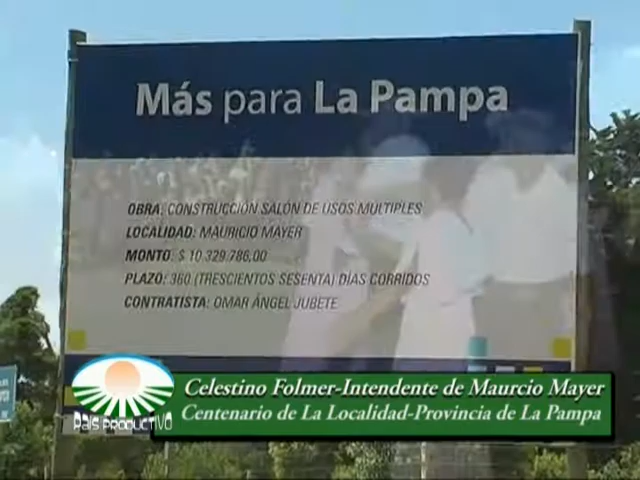 Más para La Pampa
OBRA: CONSTRUCCIÓN SALÓN DE USOS MULTIPLES
LOCALIDAD: MAURICIO MAYER
MONTO: $ 10.329.786,00
PLAZO: 360 (TRESCIENTOS SESENTA) DÍAS CORRIDOS
CONTRATISTA: OMAR ÁNGEL JUBETE
Celestino Folmer-Intendente de Maurcio Mayer
Centenario de La Localidad-Provincia de La Pampa
PAIS PRODUCTIVO